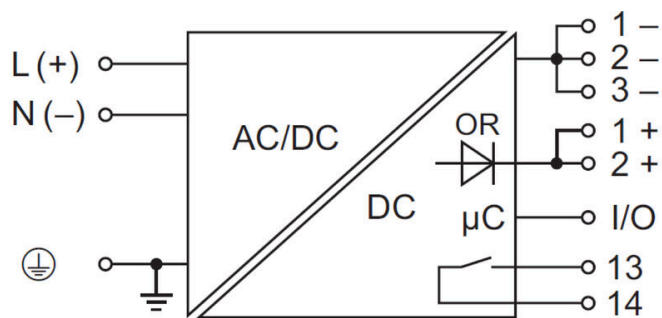 L (+)
N (–)
AC/DC
DC
OR
µC
1 –
2 –
3 –
1 +
2 +
I/O
13
14